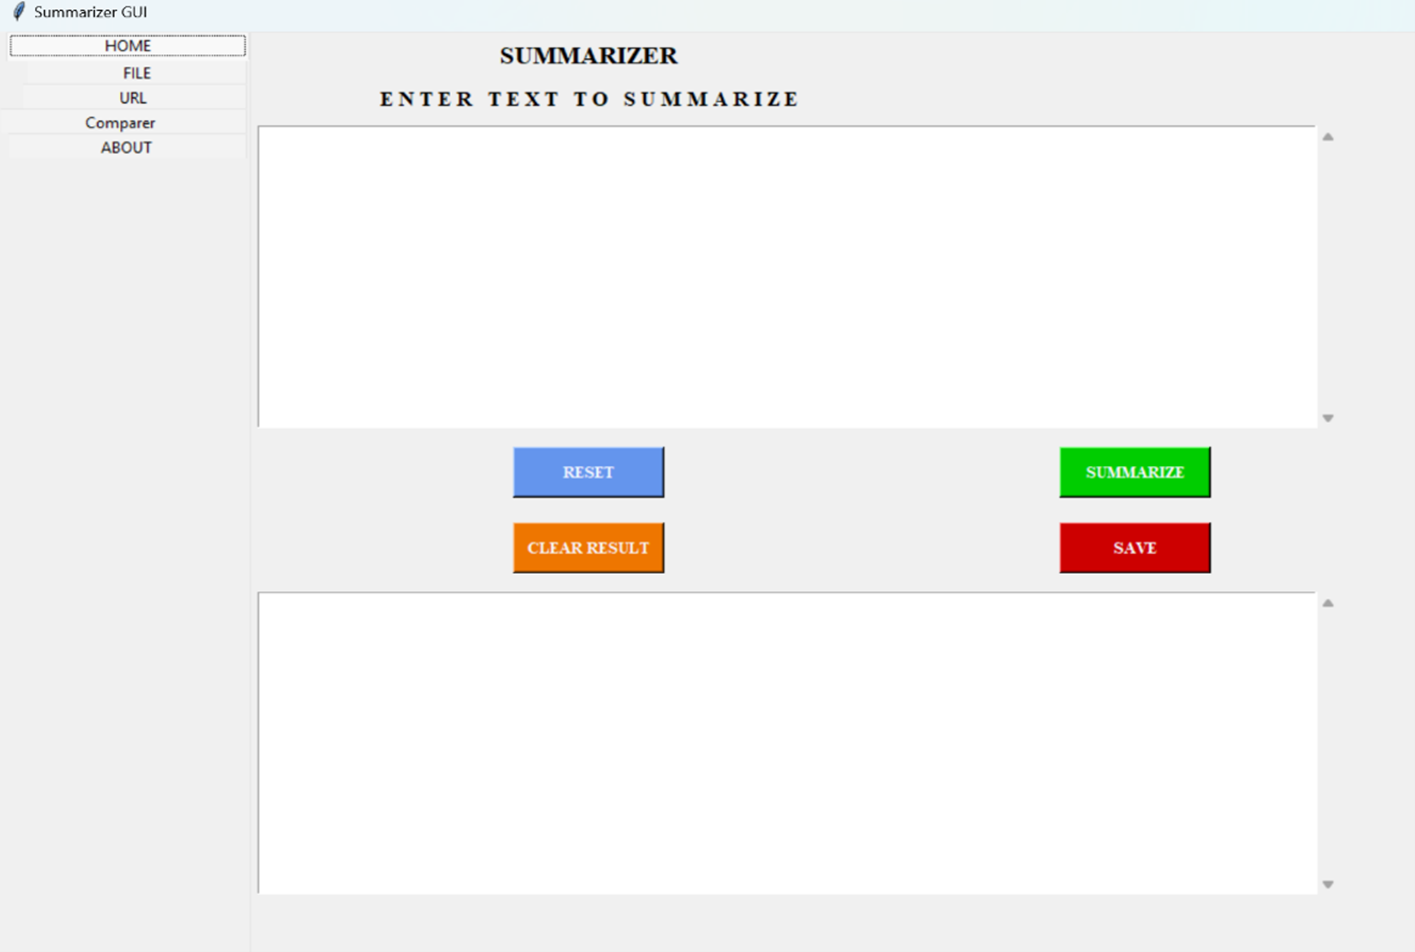 Summarizer GUI
HOME
FILE
URL
Comparer
ABOUT
SUMMARIZER
ENTER TEXT TO SUMMARIZE
RESET
SUMMARIZE
CLEAR RESULT
SAVE